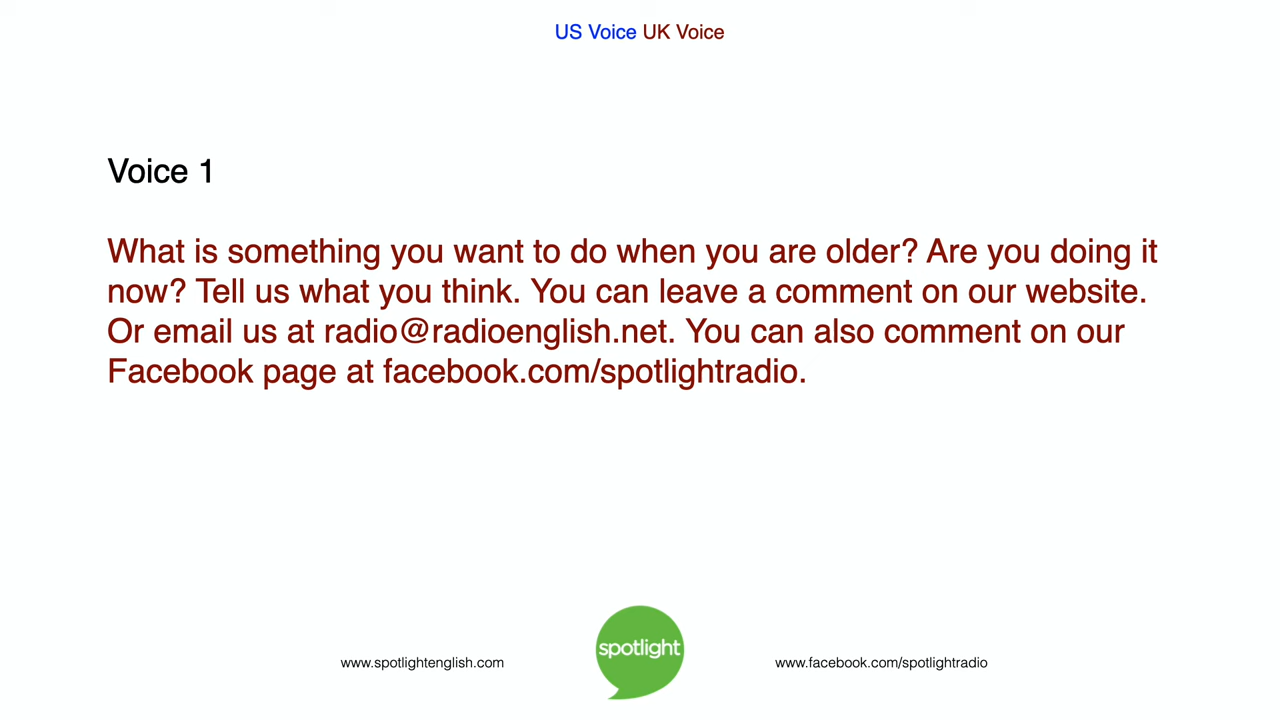 US Voice UK Voice
Voice 1
What is something you want to do when you are older? Are you doing it
now? Tell us what you think. You can leave a comment on our website.
Or email us at radio@radioenglish.net. You can also comment on our
Facebook page at facebook.com/spotlightradio.
spotlight
www.spotlightenglish.com
www.facebook.com/spotlightradio